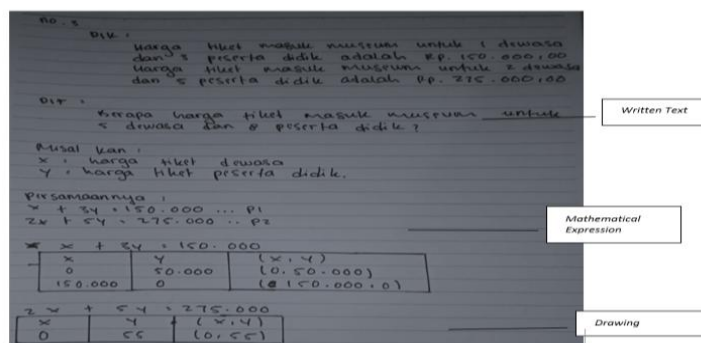 No. 3
Dik :
Harga tiket masuk museum untuk 1 dewasa
dan 3 peserta didik adalah Rp. 150.000,00
Harga tiket masuk museum untuk 2 dewasa
dan 5 peserta didik adalah Rp. 275.000,00
Dit :
Berapa harga tiket masuk museum untuk
5 dewasa dan 8 peserta didik?
Written Text
Misal kan :
x : harga tiket dewasa
y : harga tiket peserta didik.
Persamaannya :
x + 3y = 150.000 ... P1
2x + 5y = 275.000 ... P2
Mathematical Expression
x + 3y = 150.000
x y (x,y)
0 50.000 (0,50.000)
150.000 0 (150.000,0)
2x + 5y = 275.000
x y (x,y)
0 55 (0,55)
Drawing